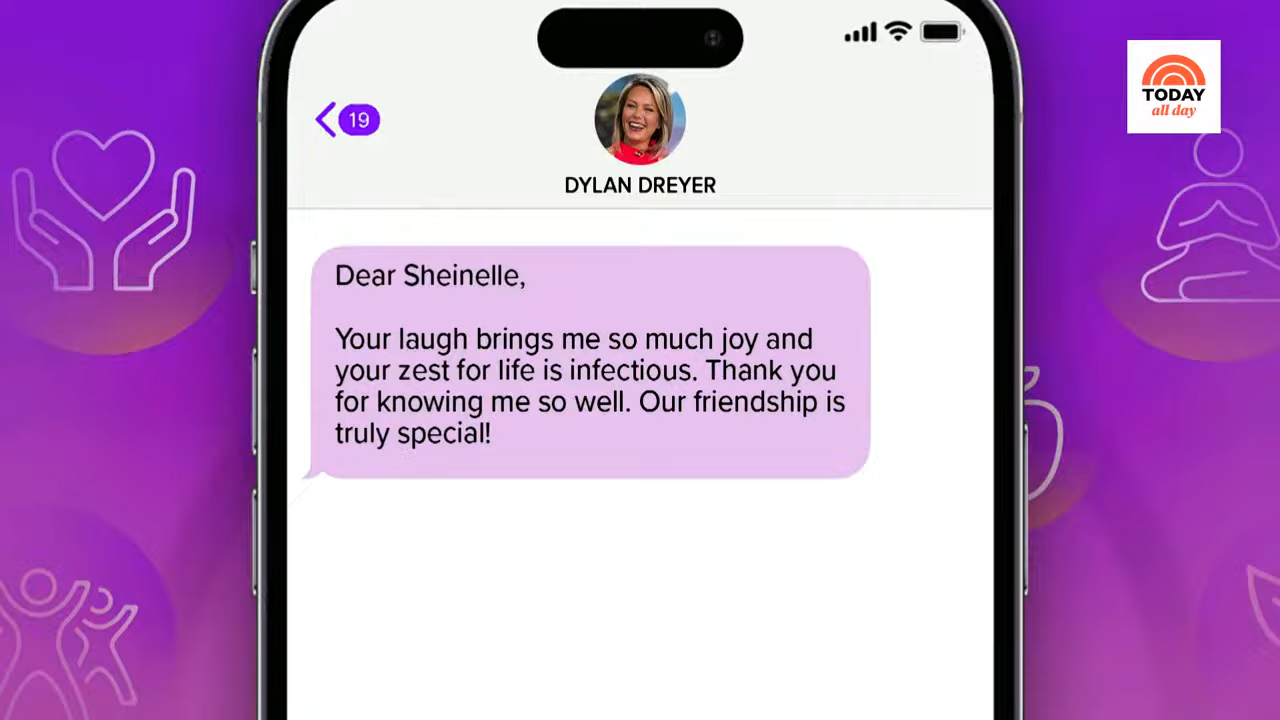 19
TODAY
all day
DYLAN DREYER
Dear Sheinelle,
Your laugh brings me so much joy and
your zest for life is infectious. Thank you
for knowing me so well. Our friendship is
truly special!